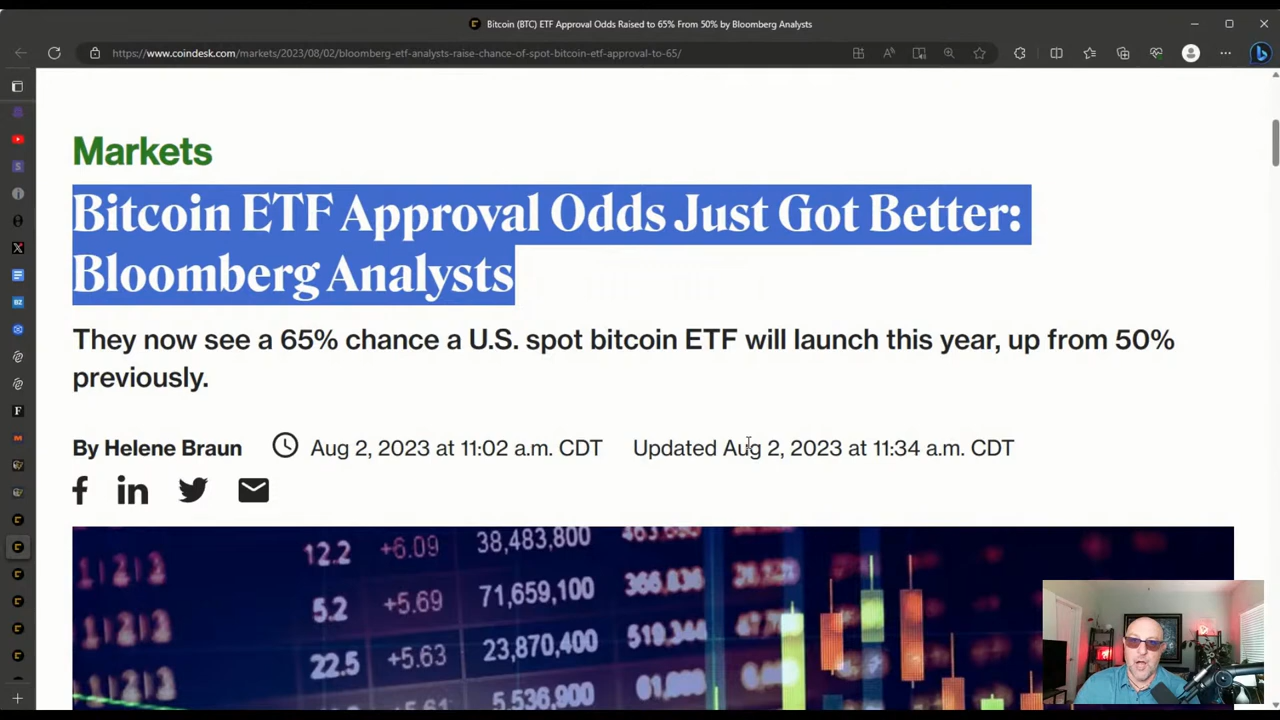 Bitcoin (BTC) ETF Approval Odds Raised to 65% From 50% by Bloomberg Analysts
https://www.coindesk.com/markets/2023/08/02/bloomberg-etf-analysts-raise-chance-of-spot-bitcoin-etf-approval-to-65/
Markets
Bitcoin ETF Approval Odds Just Got Better:
Bloomberg Analysts
They now see a 65% chance a U.S. spot bitcoin ETF will launch this year, up from 50%
previously.
By Helene Braun Aug 2, 2023 at 11:02 a.m. CDT Updated Aug 2, 2023 at 11:34 a.m. CDT
12.2 +6.09 38,483,800
5.2 +5.69 71,659,100 366,836
22.5 +5.63 23,870,400 519,344
5,536,900